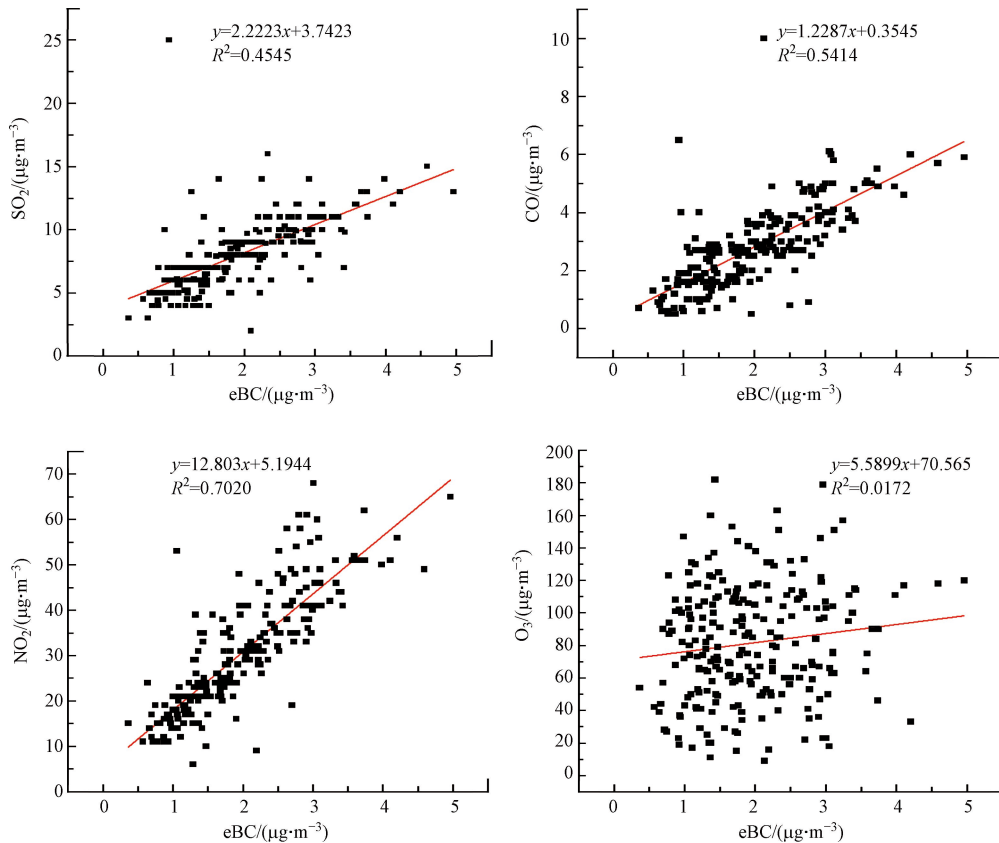 y=2.2223x+3.7423
R²=0.4545
25
20
15
10
5
0
SO₂/(μg·m⁻³)
0 1 2 3 4 5
eBC/(μg·m⁻³)
y=1.2287x+0.3545
R²=0.5414
10
8
6
4
2
0
CO/(μg·m⁻³)
0 1 2 3 4 5
eBC/(μg·m⁻³)
y=12.803x+5.1944
R²=0.7020
70
60
50
40
30
20
10
0
NO₂/(μg·m⁻³)
0 1 2 3 4 5
eBC/(μg·m⁻³)
y=5.5899x+70.565
R²=0.0172
200
180
160
140
120
100
80
60
40
20
0
O₃/(μg·m⁻³)
0 1 2 3 4 5
eBC/(μg·m⁻³)